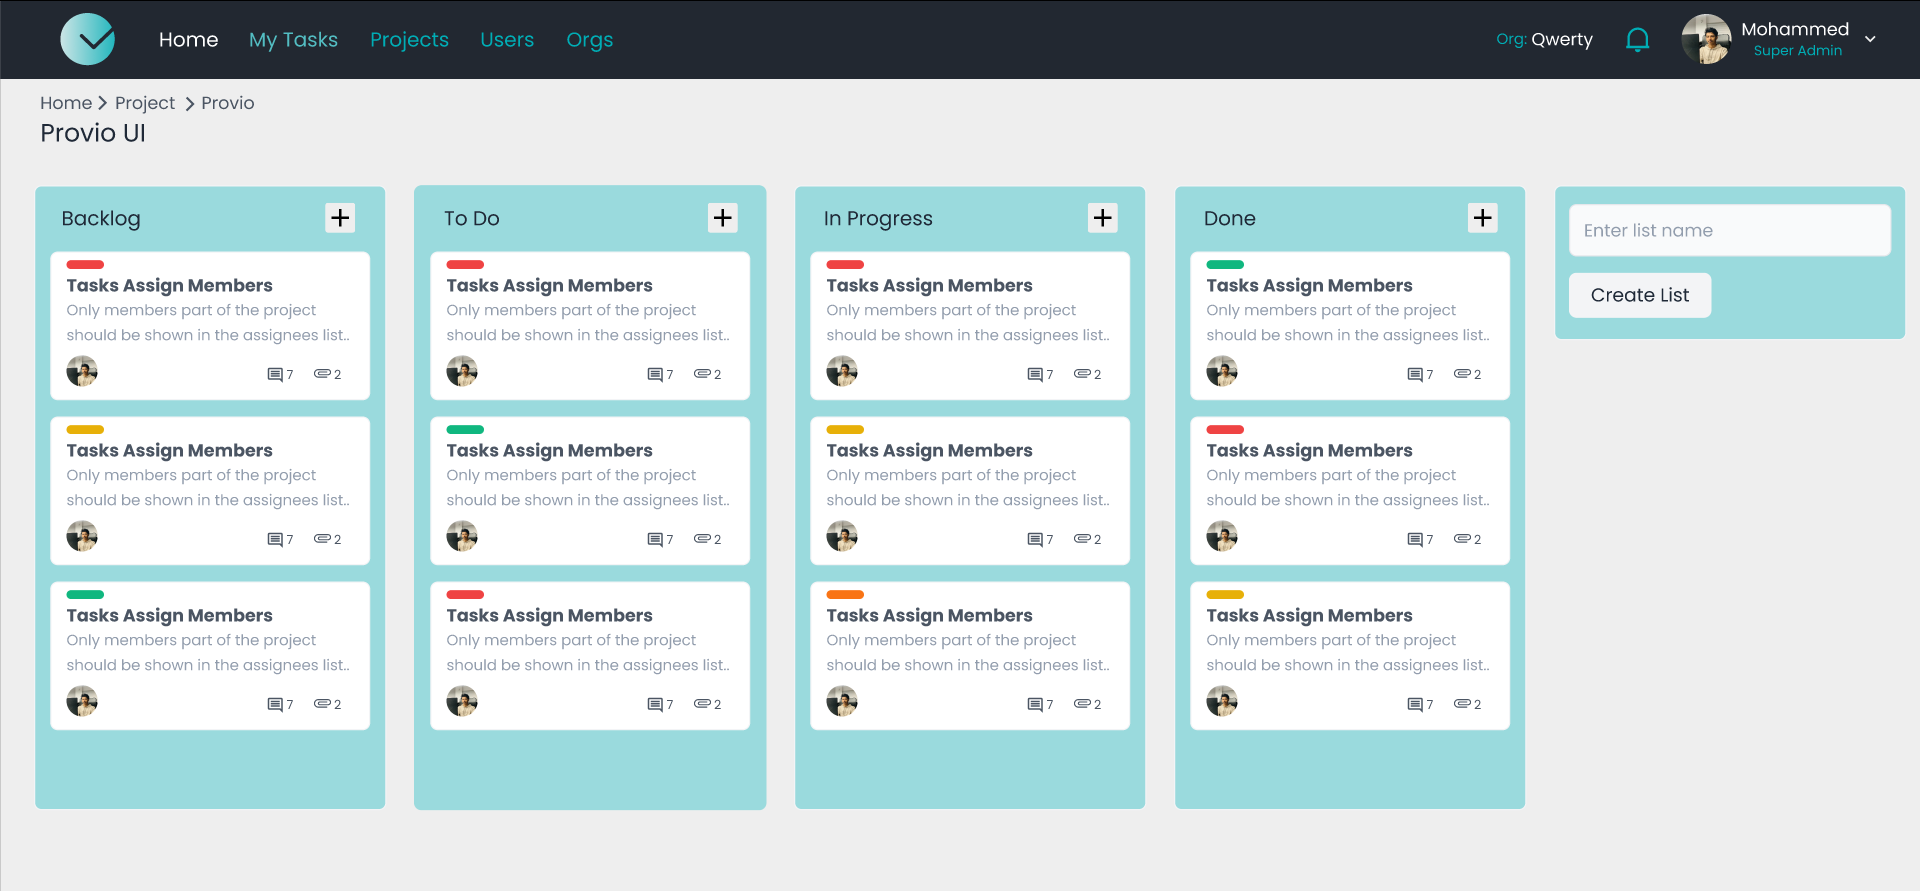 Home My Tasks Projects Users Orgs Org: Qwerty Mohammed
Super Admin
Home Project Provio
Provio UI
Backlog
Tasks Assign Members
Only members part of the project
should be shown in the assignees list..
7 2
Tasks Assign Members
Only members part of the project
should be shown in the assignees list..
7 2
Tasks Assign Members
Only members part of the project
should be shown in the assignees list..
7 2
To Do
Tasks Assign Members
Only members part of the project
should be shown in the assignees list..
7 2
Tasks Assign Members
Only members part of the project
should be shown in the assignees list..
7 2
Tasks Assign Members
Only members part of the project
should be shown in the assignees list..
7 2
In Progress
Tasks Assign Members
Only members part of the project
should be shown in the assignees list..
7 2
Tasks Assign Members
Only members part of the project
should be shown in the assignees list..
7 2
Tasks Assign Members
Only members part of the project
should be shown in the assignees list..
7 2
Done
Tasks Assign Members
Only members part of the project
should be shown in the assignees list..
7 2
Tasks Assign Members
Only members part of the project
should be shown in the assignees list..
7 2
Tasks Assign Members
Only members part of the project
should be shown in the assignees list..
7 2
Enter list name
Create List